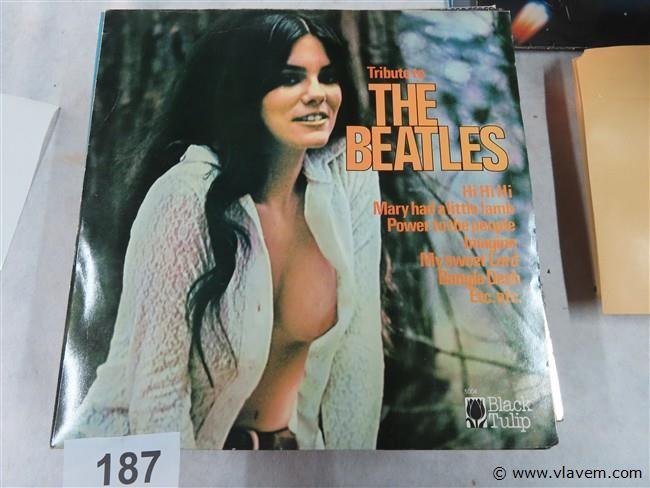 Tribute to
THE
BEATLES
Hi Hi Hi
Mary had a little lamb
Power to the people
Imagine
My sweet Lord
Bangla Desh
Etc. etc.
5004
Black
Tulip
187
© www.vlavem.com